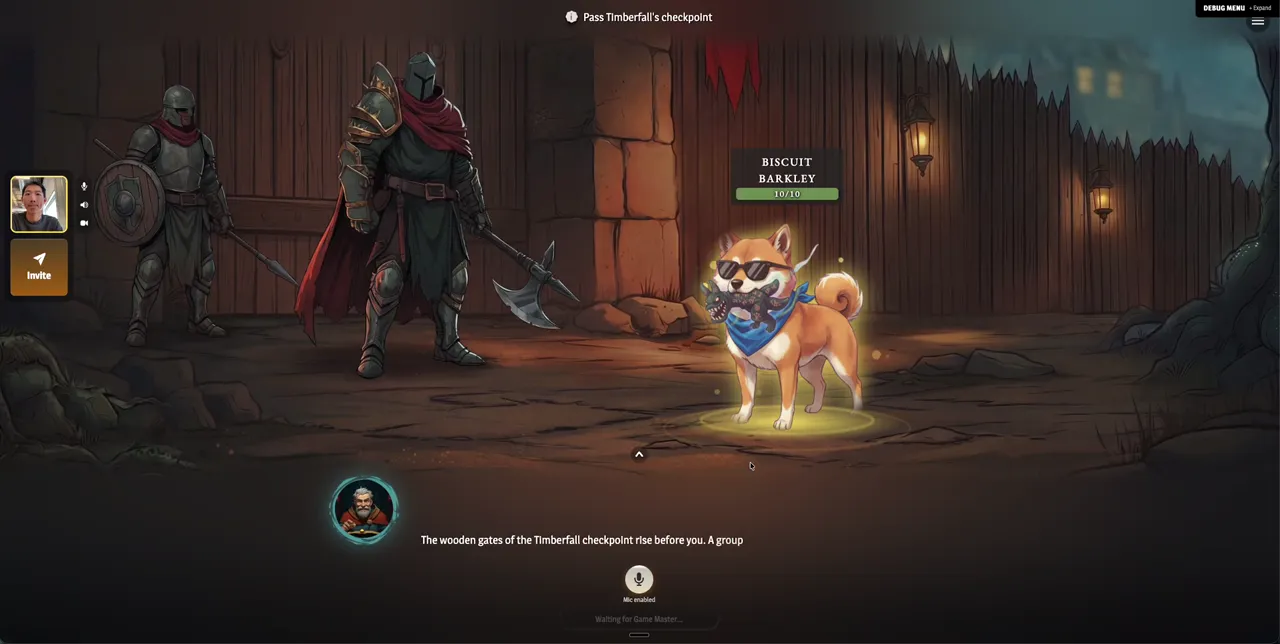 Pass Timberfall's checkpoint
DEBUG MENU • Expand
BISCUIT
BARKLEY
10/10
Invite
The wooden gates of the Timberfall checkpoint rise before you. A group
Mic enabled
Waiting for Game Master...